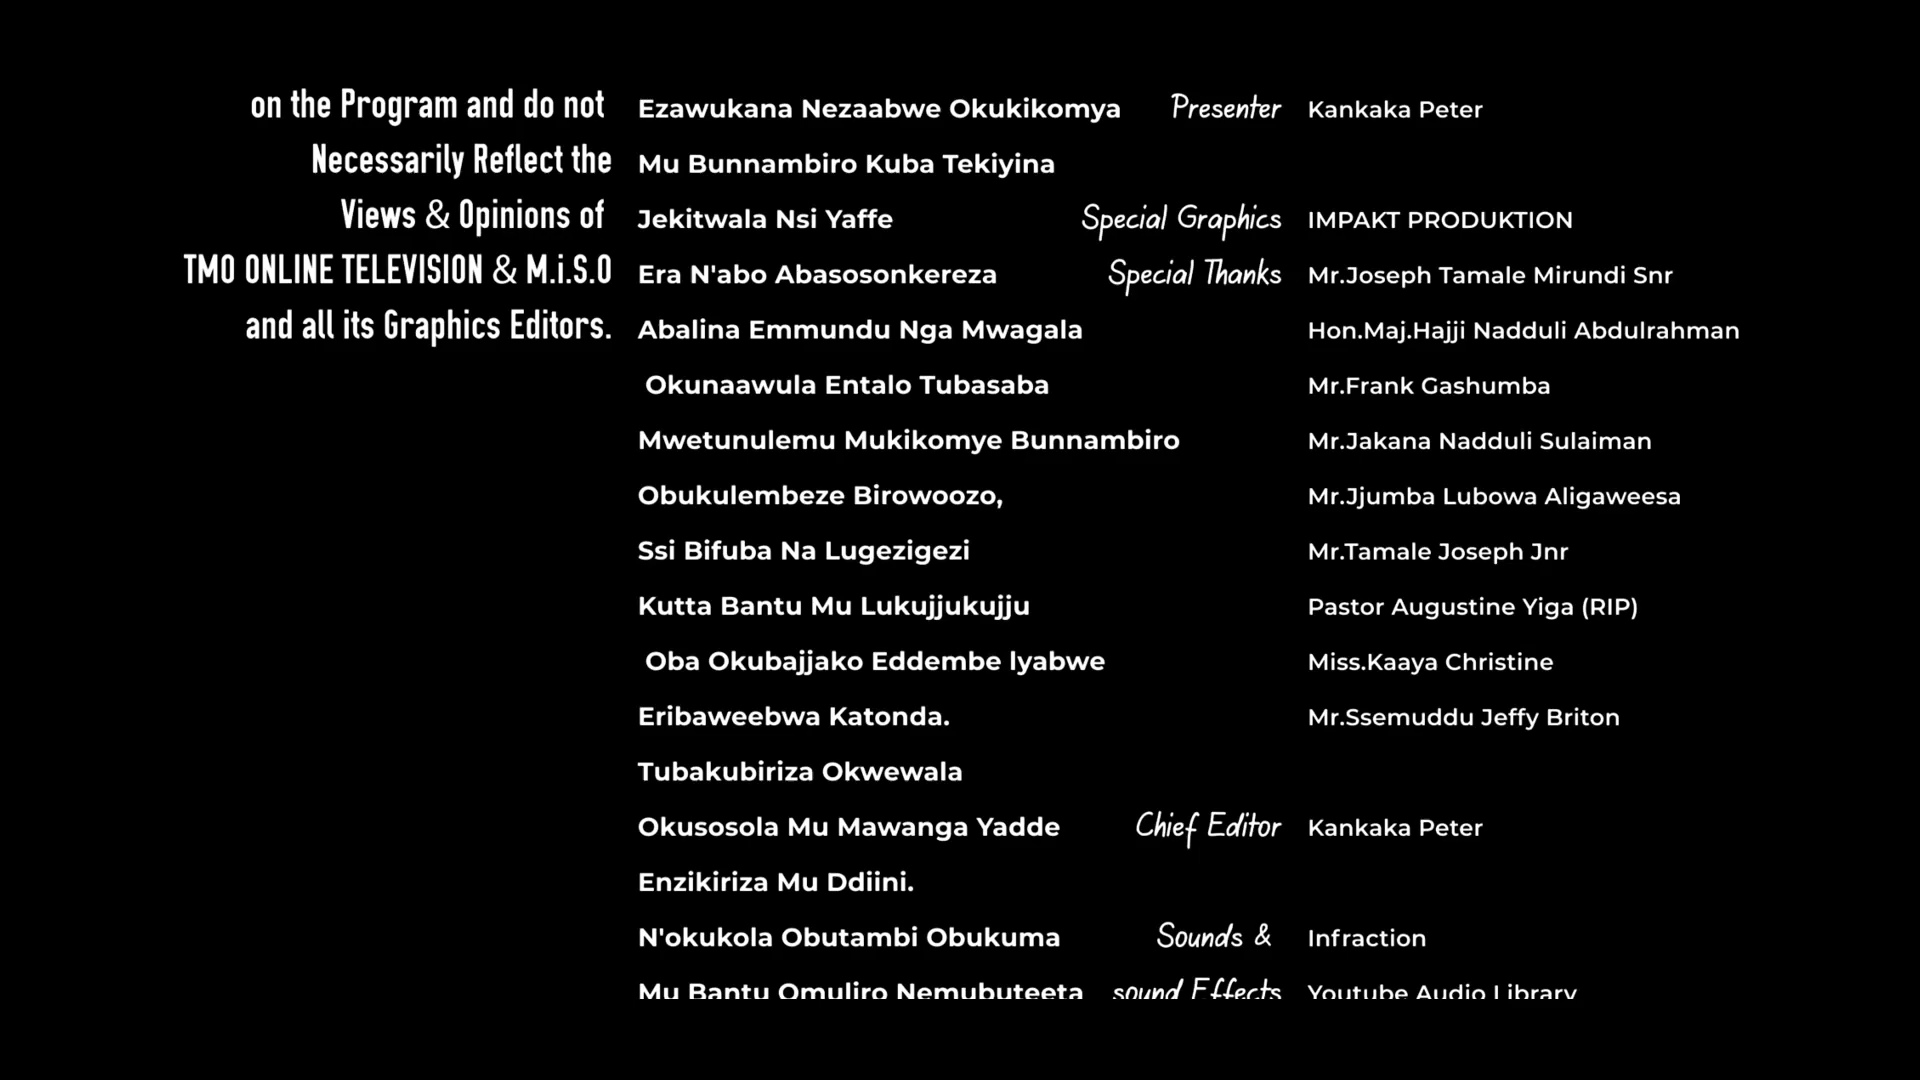 on the Program and do not
Necessarily Reflect the
Views & Opinions of
TMO ONLINE TELEVISION & M.i.S.O
and all its Graphics Editors.
Ezawukana Nezaabwe Okukikomya
Mu Bunnambiro Kuba Tekiyina
Jekitwala Nsi Yaffe
Era N'abo Abasosonkereza
Abalina Emmundu Nga Mwagala
Okunaawula Entalo Tubasaba
Mwetunulemu Mukikomye Bunnambiro
Obukulembeze Birowoozo,
Ssi Bifuba Na Lugezigezi
Kutta Bantu Mu Lukujjukujju
Oba Okubajjako Eddembe lyabwe
Eribaweebwa Katonda.
Tubakubiriza Okwewala
Okusosola Mu Mawanga Yadde
Enzikiriza Mu Ddiini.
N'okukola Obutambi Obukuma
Mu Bantu Omuliro Nemubuteeta
Presenter Kankaka Peter
Special Graphics IMPAKT PRODUKTION
Special Thanks Mr.Joseph Tamale Mirundi Snr
Hon.Maj.Hajji Nadduli Abdulrahman
Mr.Frank Gashumba
Mr.Jakana Nadduli Sulaiman
Mr.Jjumba Lubowa Aligaweesa
Mr.Tamale Joseph Jnr
Pastor Augustine Yiga (RIP)
Miss.Kaaya Christine
Mr.Ssemuddu Jeffy Briton
Chief Editor Kankaka Peter
Sounds & Infraction
sound Effects Youtube Audio Library